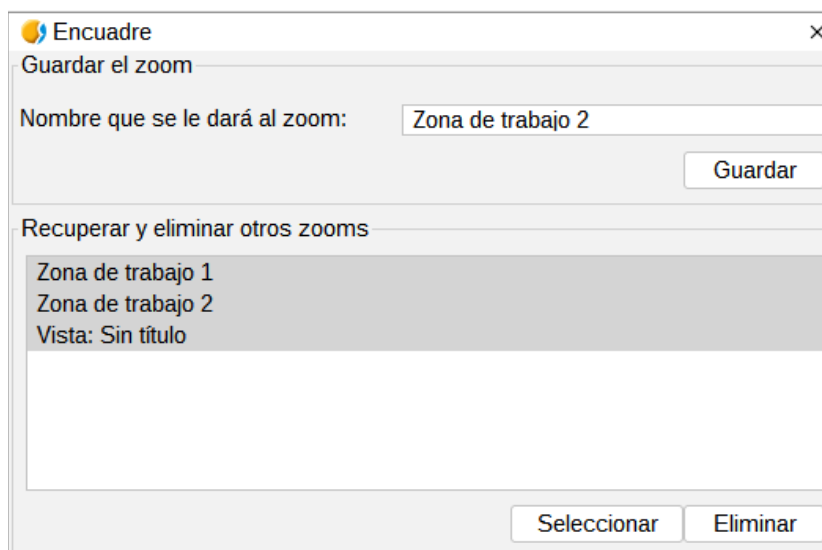 Encuadre
Guardar el zoom
Nombre que se le dará al zoom: Zona de trabajo 2
Guardar
Recuperar y eliminar otros zooms
Zona de trabajo 1
Zona de trabajo 2
Vista: Sin título
Seleccionar Eliminar